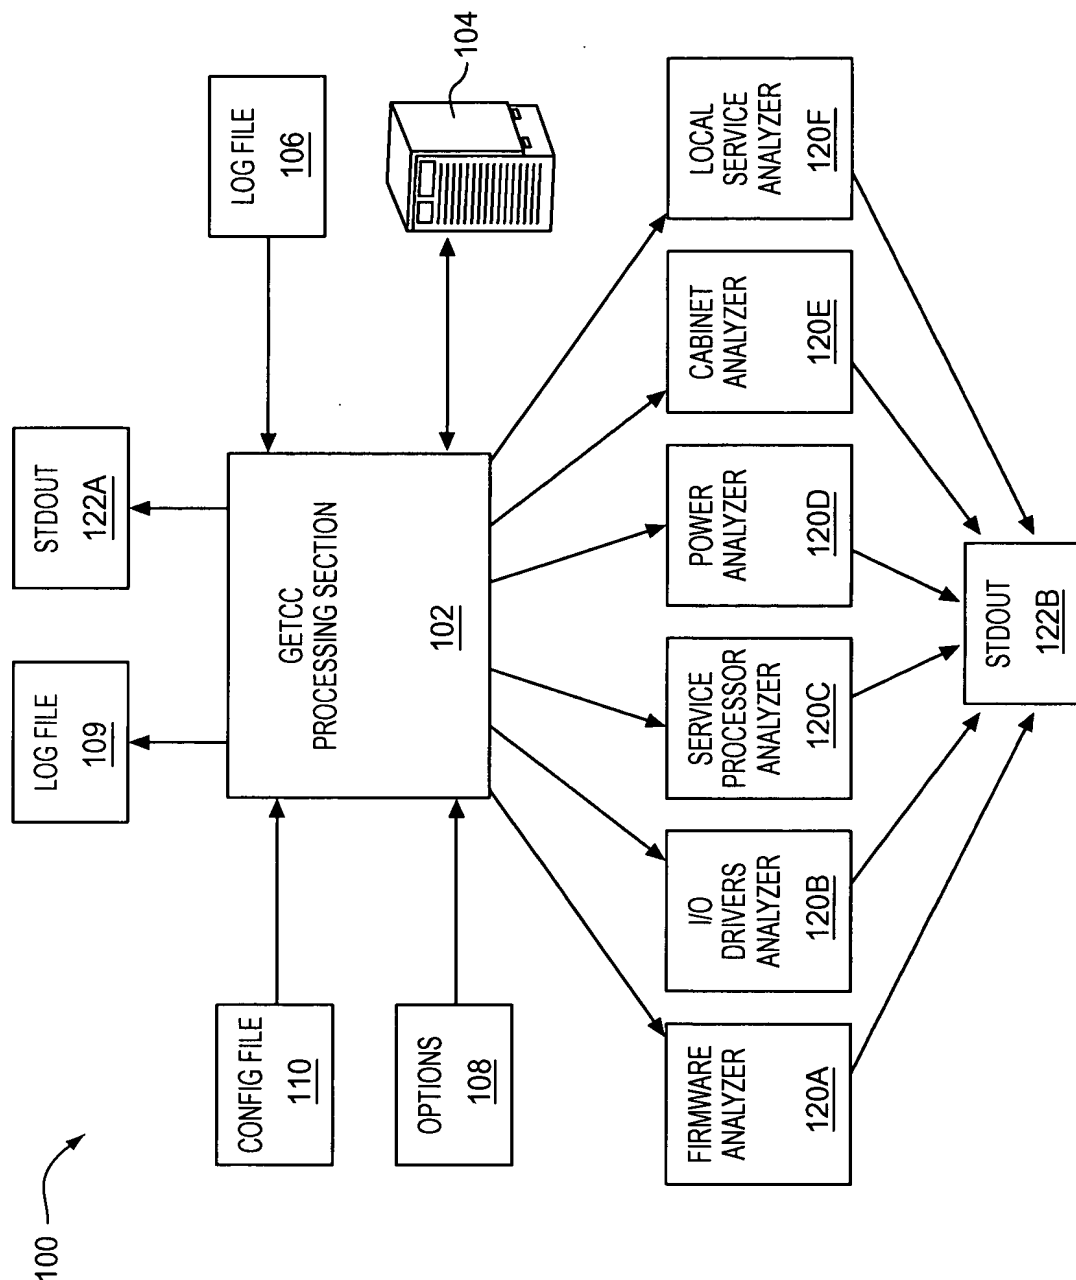 100
LOG FILE
109
STDOUT
122A
CONFIG FILE
110
OPTIONS
108
GETCC
PROCESSING SECTION
102
LOG FILE
106
104
FIRMWARE
ANALYZER
120A
I/O
DRIVERS
ANALYZER
120B
SERVICE
PROCESSOR
ANALYZER
120C
POWER
ANALYZER
120D
CABINET
ANALYZER
120E
LOCAL
SERVICE
ANALYZER
120F
STDOUT
122B